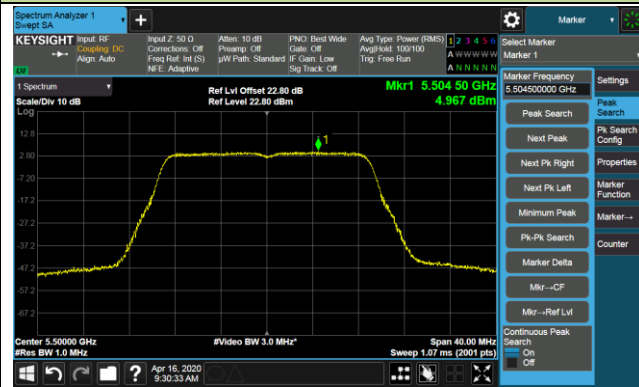 Spectrum Analyzer 1
Swept SA
KEYSIGHT
Input: RF
Coupling: DC
Align: Auto
Input Z: 50 Ω
Corrections: Off
Freq Ref: Int (S)
NFE: Adaptive
Atten: 10 dB
Preamp: Off
µW Path: Standard
PNO: Best Wide
Gate: Off
IF Gain: Low
Sig Track: Off
Avg Type: Power (RMS)
Avg|Hold: 100/100
Trig: Free Run
1 2 3 4 5 6
A W W W W W
A N N N N N
1 Spectrum
Scale/Div 10 dB
Log
Ref Lvl Offset 22.80 dB
Ref Level 22.80 dBm
Mkr1 5.504 50 GHz
4.967 dBm
12.8
2.80
-7.20
-17.2
-27.2
-37.2
-47.2
-57.2
-67.2
1
Center 5.50000 GHz
#Res BW 1.0 MHz
#Video BW 3.0 MHz*
Span 40.00 MHz
Sweep 1.07 ms (2001 pts)
Apr 16, 2020
9:30:33 AM
Marker
Select Marker
Marker 1
Marker Frequency
5.504500000 GHz
Peak Search
Next Peak
Next Pk Right
Next Pk Left
Minimum Peak
Pk-Pk Search
Marker Delta
Mkr→CF
Mkr→Ref Lvl
Continuous Peak
Search
On
Off
Settings
Peak
Search
Pk Search
Config
Properties
Marker
Function
Marker→
Counter